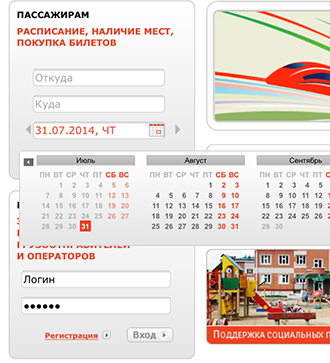 ПАССАЖИРАМ
РАСПИСАНИЕ, НАЛИЧИЕ МЕСТ,
ПОКУПКА БИЛЕТОВ
Откуда
Куда
31.07.2014, ЧТ
Июль Август Сентябрь
ПН ВТ СР ЧТ ПТ СБ ВС ПН ВТ СР ЧТ ПТ СБ ВС ПН ВТ СР ЧТ ПТ
1 2 3 4 5 6 1 2 3 1 2 3 4 5
7 8 9 10 11 12 13 4 5 6 7 8 9 10 8 9 10 11 12
14 15 16 17 18 19 20 11 12 13 14 15 16 17 15 16 17 18 19
21 22 23 24 25 26 27 18 19 20 21 22 23 24 22 23 24 25 26
28 29 30 31 25 26 27 28 29 30 31 29 30
ГРУЗООТПРАВИТЕЛЕЙ
И ОПЕРАТОРОВ
Логин
Регистрация Вход
ПОДДЕРЖКА СОЦИАЛЬНЫХ